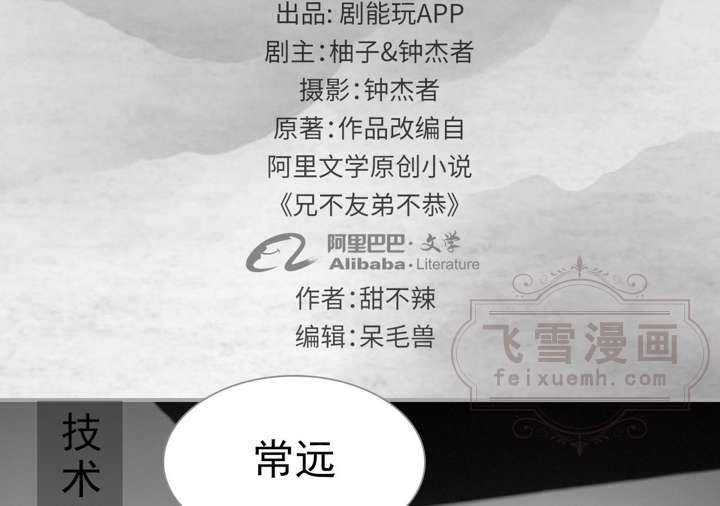 出品: 剧能玩APP
剧主:柚子&钟杰者
摄影:钟杰者
原著:作品改编自
阿里文学原创小说
《兄不友弟不恭》
阿里巴巴·文学
Alibaba·Literature
作者:甜不辣
编辑:呆毛兽
飞雪漫画
feixuemh.com
技术
常远